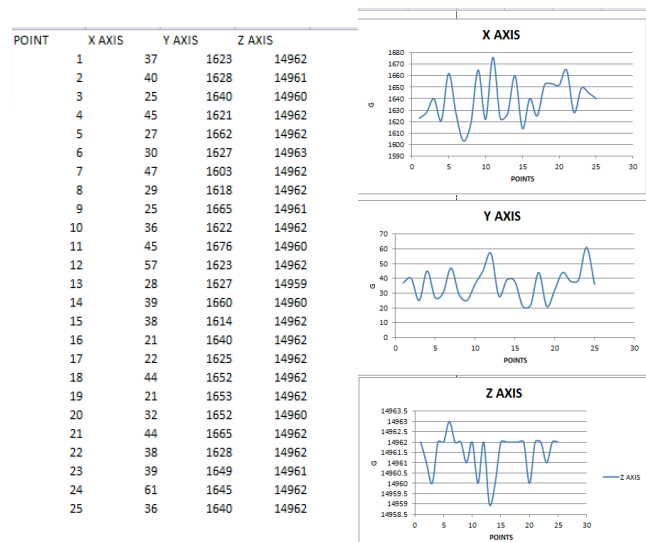 POINT X AXIS Y AXIS Z AXIS
1 37 1623 14962
2 40 1628 14961
3 25 1640 14960
4 45 1621 14962
5 27 1662 14962
6 30 1627 14963
7 47 1603 14962
8 29 1618 14962
9 25 1665 14961
10 36 1622 14962
11 45 1676 14960
12 57 1623 14962
13 28 1627 14959
14 39 1660 14960
15 38 1614 14962
16 21 1640 14962
17 22 1625 14962
18 44 1652 14962
19 21 1653 14962
20 32 1652 14960
21 44 1665 14962
22 38 1628 14962
23 39 1649 14961
24 61 1645 14962
25 36 1640 14962
X AXIS
1680
1670
1660
1650
1640
1630
1620
1610
1600
1590
G
0 5 10 15 20 25 30
POINTS
Y AXIS
70
60
50
40
30
20
10
0
G
0 5 10 15 20 25 30
POINTS
Z AXIS
14963.5
14963
14962.5
14962
14961.5
14961
14960.5
14960
14959.5
14959
14958.5
G
0 5 10 15 20 25 30
POINTS
Z AXIS